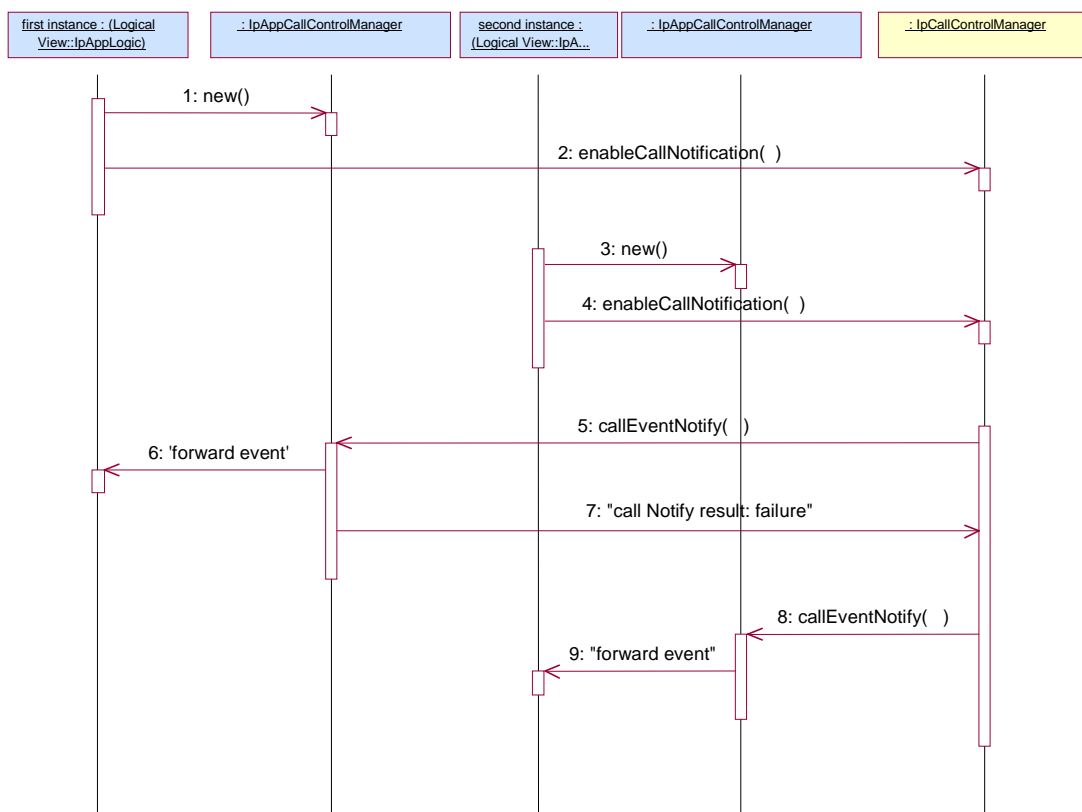 first instance : (Logical
View::IpAppLogic)
: IpAppCallControlManager
second instance :
(Logical View::IpA...
: IpAppCallControlManager
: IpCallControlManager
1: new()
2: enableCallNotification( )
3: new()
4: enableCallNotification( )
5: callEventNotify( )
6: 'forward event'
7: "call Notify result: failure"
8: callEventNotify( )
9: "forward event"